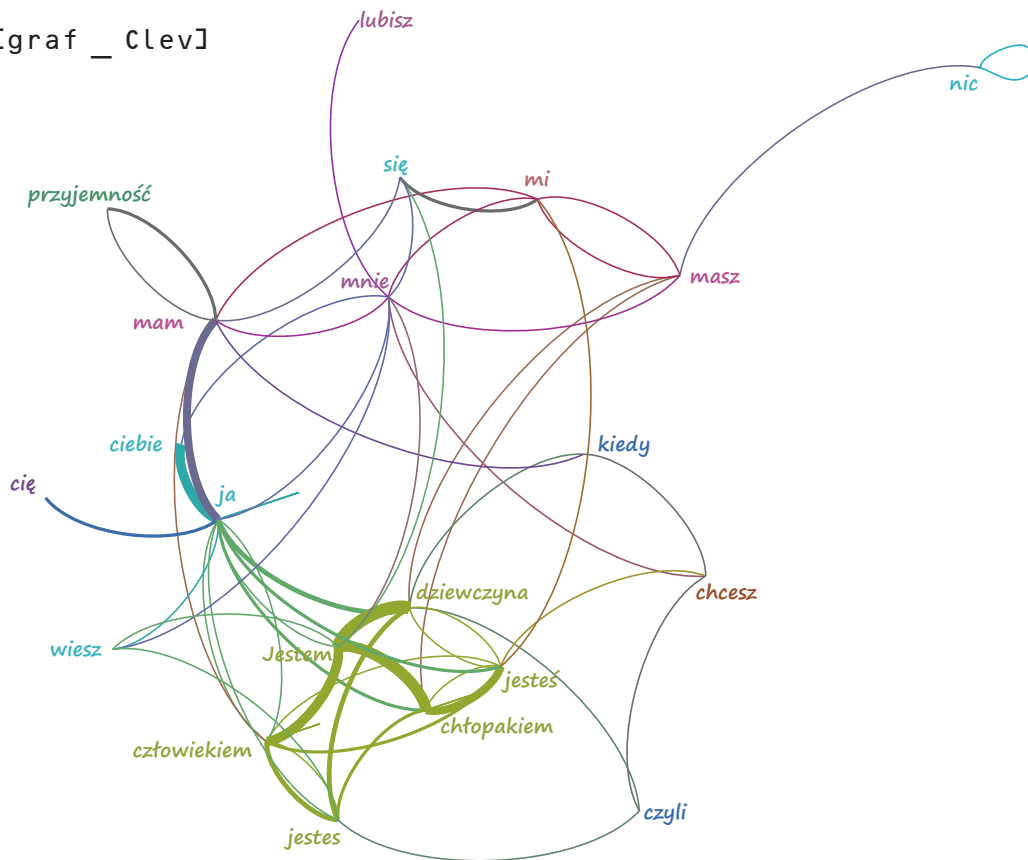 [graf _ Clev]
lubisz
nic
się
mi
przyjemność
masz
mnie
mam
ciebie
kiedy
cię
ja
dziewczyna
chcesz
wiesz
Jestem
jesteś
chłopakiem
człowiekiem
czyli
jestes